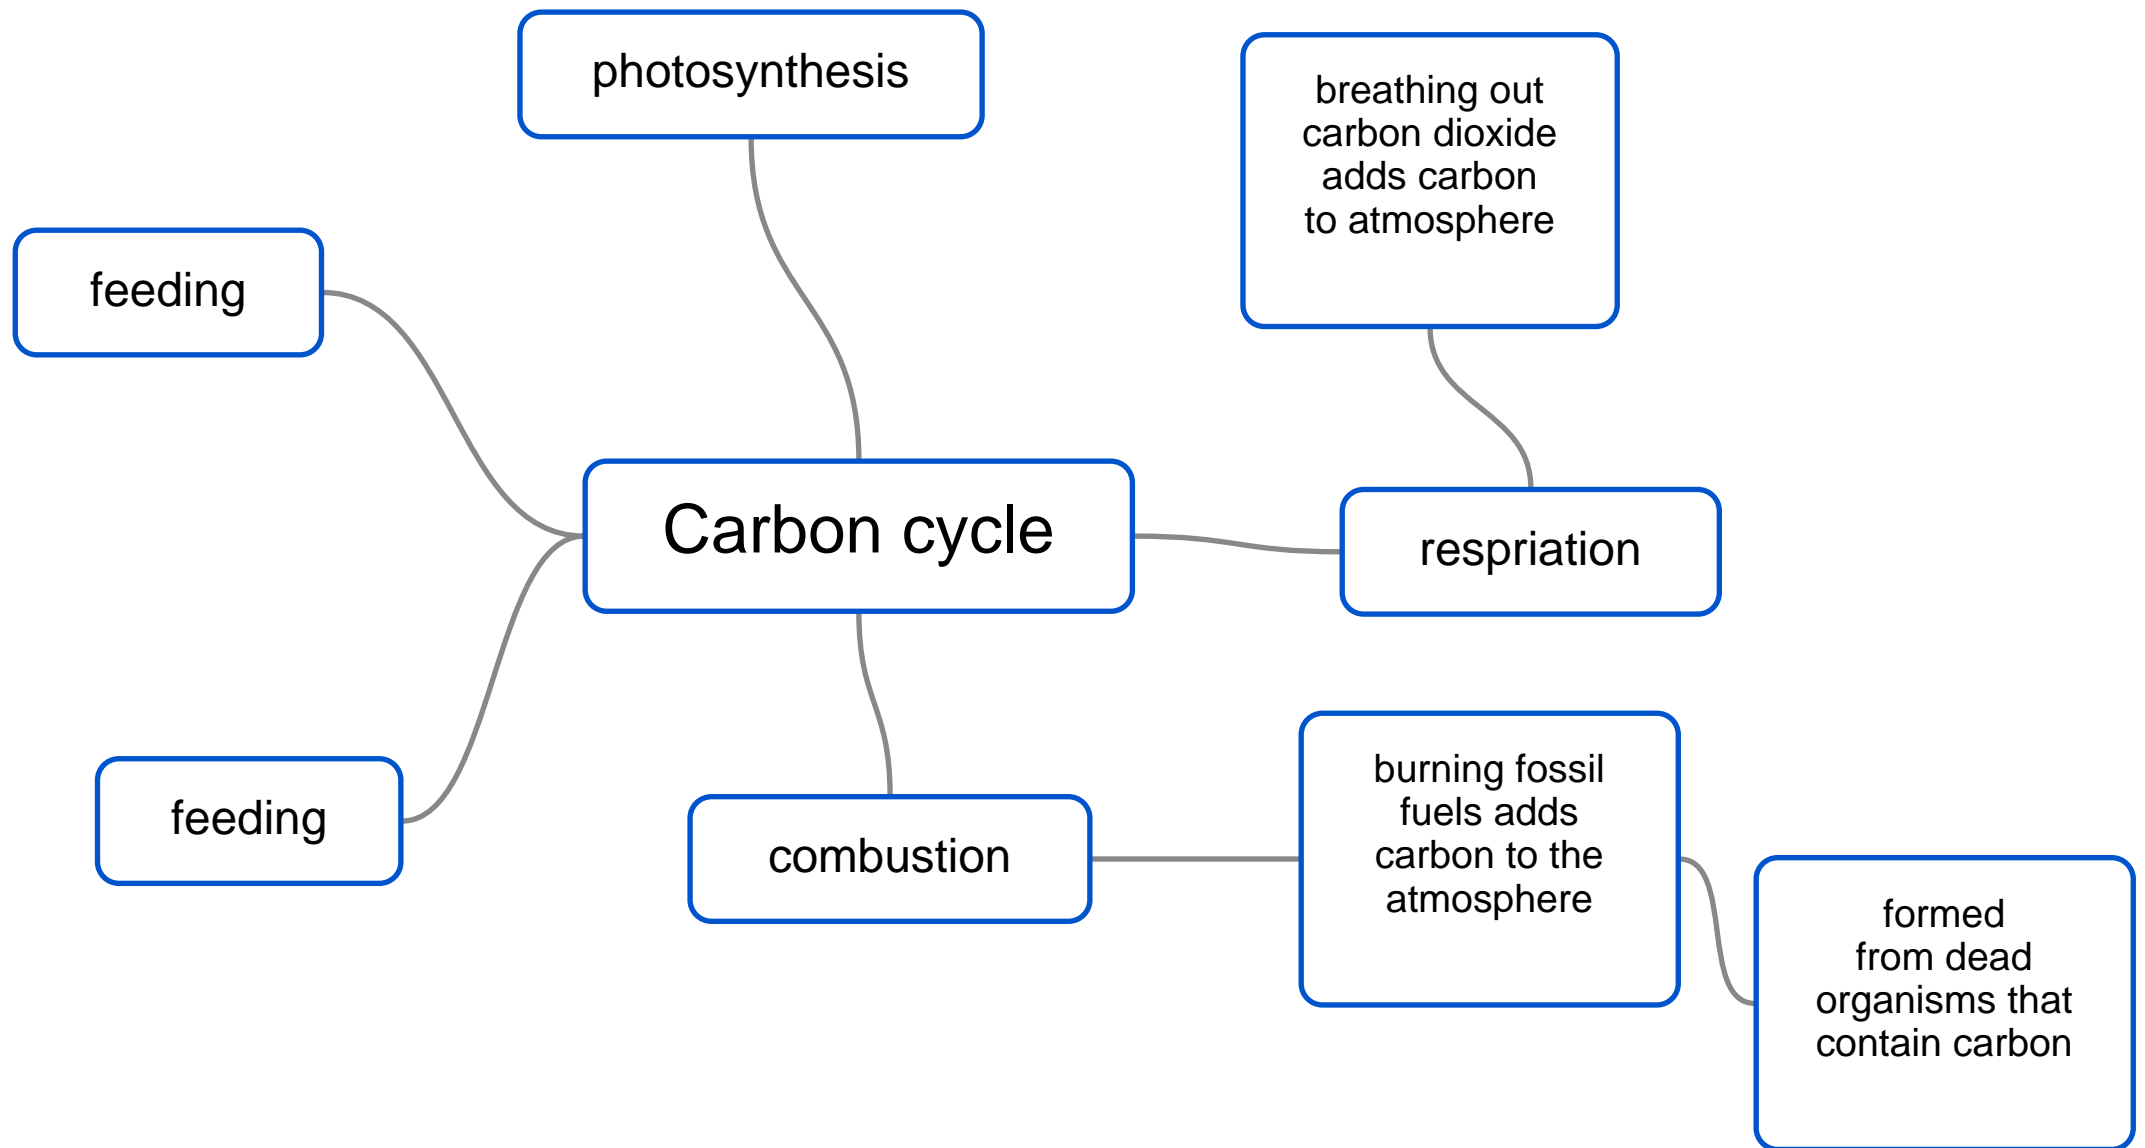 photosynthesis
breathing out
carbon dioxide
adds carbon
to atmosphere
feeding
Carbon cycle
respriation
feeding
combustion
burning fossil
fuels adds
carbon to the
atmosphere
formed
from dead
organisms that
contain carbon